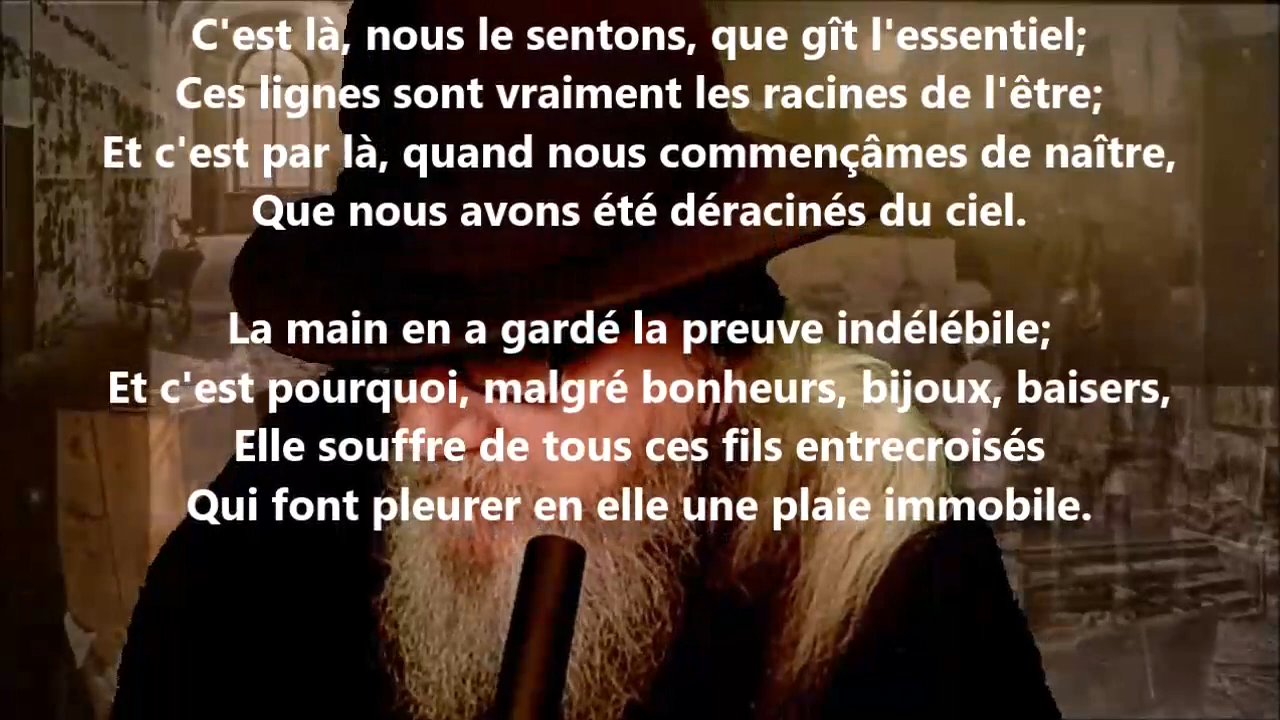 C'est là, nous le sentons, que gît l'essentiel;
Ces lignes sont vraiment les racines de l'être;
Et c'est par là, quand nous commençâmes de naître,
Que nous avons été déracinés du ciel.
La main en a gardé la preuve indélébile;
Et c'est pourquoi, malgré bonheurs, bijoux, baisers,
Elle souffre de tous ces fils entrecroisés
Qui font pleurer en elle une plaie immobile.